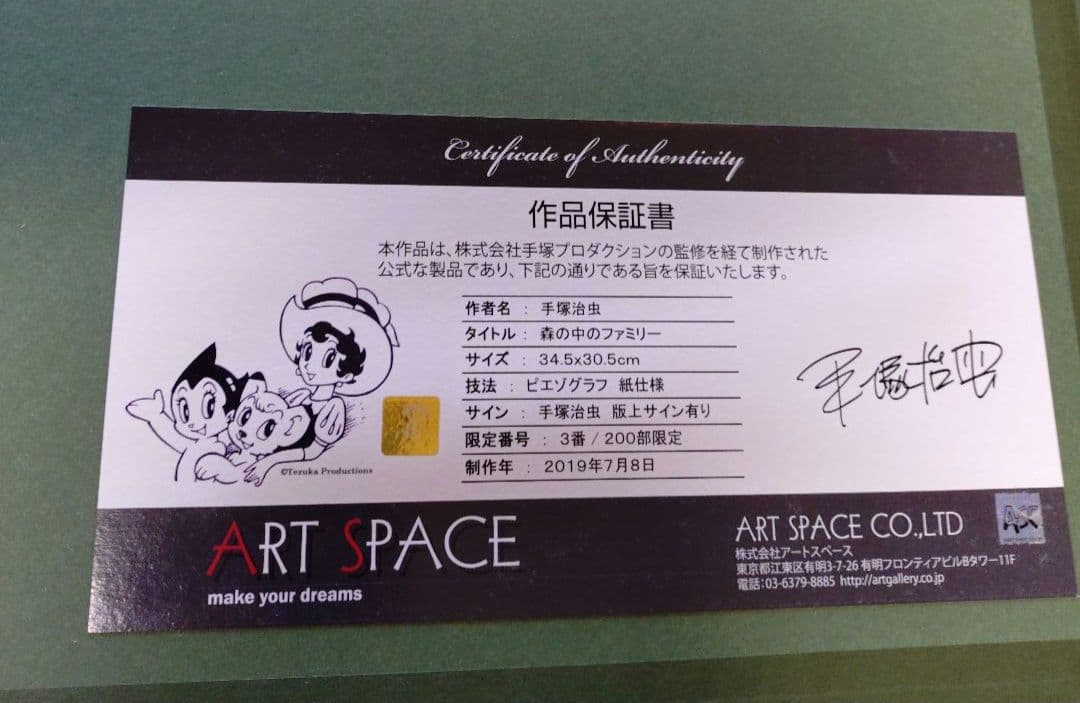 Certificate of Authenticity
作品保証書
本作品は、株式会社手塚プロダクションの監修を経て制作された
公式な製品であり、下記の通りである旨を保証いたします。
作者名 : 手塚治虫
タイトル : 森の中のファミリー
サイズ : 34.5x30.5cm
技法 : ピエゾグラフ 紙仕様
サイン : 手塚治虫 版上サイン有り
限定番号 : 3番 / 200部限定
制作年 : 2019年7月8日
©Tezuka Productions
手塚治虫
ART SPACE
make your dreams
ART SPACE CO.,LTD
株式会社アートスペース
東京都江東区有明3-7-26 有明フロンティアビルBタワー11F
電話:03-6379-8885 http://artgallery.co.jp